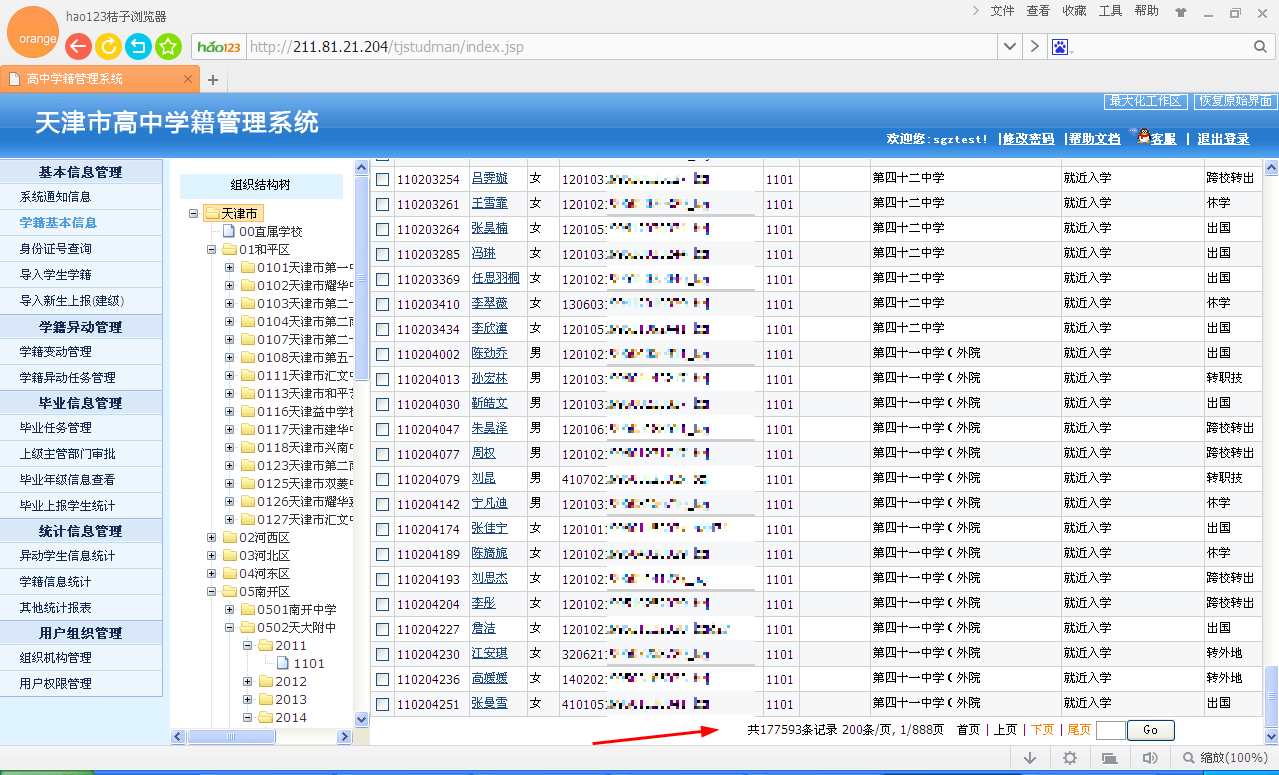 hao123桔子浏览器
文件 查看 收藏 工具 帮助
orange
hao123 http://211.81.21.204/tjstudman/index.jsp
高中学籍管理系统
最大化工作区 恢复原始界面
天津市高中学籍管理系统
欢迎您:sgztest! |修改密码 |帮助文档 客服 | 退出登录
基本信息管理
系统通知信息
学籍基本信息
身份证号查询
导入学生学籍
导入新生上报(建级)
学籍异动管理
学籍变动管理
学籍异动任务管理
毕业信息管理
毕业任务管理
上级主管部门审批
毕业年级信息查看
毕业上报学生统计
统计信息管理
异动学生信息统计
学籍信息统计
其他统计报表
用户组织管理
组织机构管理
用户权限管理
组织结构树
天津市
00直属学校
01和平区
0101天津市第一
0102天津市耀华
0103天津市第二
0104天津市第二
0107天津市第二
0108天津市第五
0111天津市汇文
0113天津市和平
0116天津益中学
0117天津市建华
0118天津市兴南
0123天津市第二
0125天津市双菱
0126天津市耀华
0127天津市汇文
02河西区
03河北区
04河东区
05南开区
0501南开中学
0502天大附中
2011
1101
2012
2013
2014
110203254 吕霁璇 女 120103 1101 第四十二中学 就近入学 跨校转出
110203261 王雪霏 女 120102 1101 第四十二中学 就近入学 休学
110203264 张昊楠 女 120105 1101 第四十二中学 就近入学 出国
110203285 冯琳 女 120103 1101 第四十二中学 就近入学 出国
110203369 任思羽桐 女 120102 1101 第四十二中学 就近入学 出国
110203410 李翠薇 女 130603 1101 第四十二中学 就近入学 休学
110203434 李欣潼 女 120105 1101 第四十二中学 就近入学 出国
110204002 陈劲乔 男 120102 1101 第四十一中学(外院 就近入学 出国
110204013 孙宏林 男 120103 1101 第四十一中学(外院 就近入学 转职技
110204030 靳皓文 男 120103 1101 第四十一中学(外院 就近入学 出国
110204047 朱昊泽 男 120106 1101 第四十一中学(外院 就近入学 跨校转出
110204077 周权 男 120102 1101 第四十一中学(外院 就近入学 出国
110204079 刘昂 男 410702 1101 第四十一中学(外院 就近入学 转职技
110204142 宁凡迪 男 120103 1101 第四十一中学(外院 就近入学 休学
110204174 张佳宁 女 120101 1101 第四十一中学(外院 就近入学 出国
110204189 陈旖旎 女 120102 1101 第四十一中学(外院 就近入学 休学
110204193 刘思杰 女 120102 1101 第四十一中学(外院 就近入学 跨校转出
110204204 李彤 女 120102 1101 第四十一中学(外院 就近入学 跨校转出
110204227 詹洁 女 120102 1101 第四十一中学(外院 就近入学 出国
110204230 江安琪 女 320621 1101 第四十一中学(外院 就近入学 转外地
110204236 高媛媛 女 140202 1101 第四十一中学(外院 就近入学 转外地
110204251 张曼雪 女 410105 1101 第四十一中学(外院 就近入学 出国
共177593条记录 200条/页, 1/888页 首页 | 上页 | 下页 | 尾页 Go
缩放(100%)